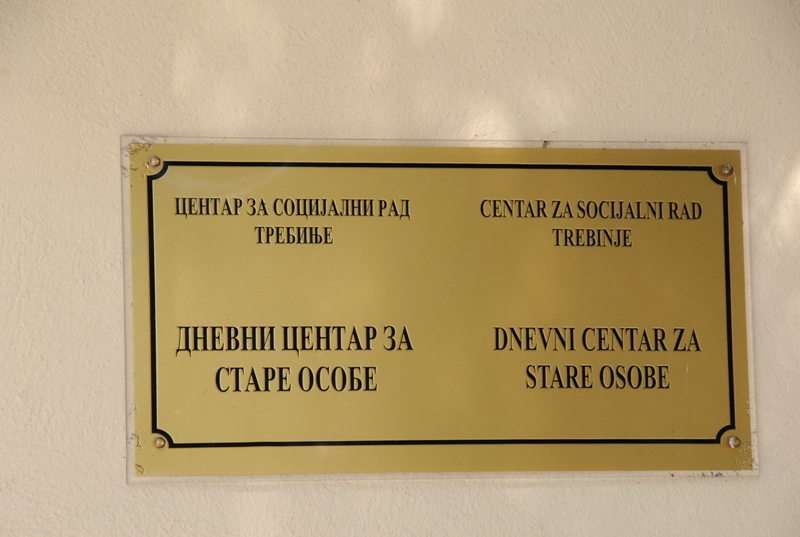 ЦЕНТАР ЗА СОЦИЈАЛНИ РАД
ТРЕБИЊЕ
ДНЕВНИ ЦЕНТАР ЗА
СТАРЕ ОСОБЕ
CENTAR ZA SOCIJALNI RAD
TREBINJE
DNEVNI CENTAR ZA
STARE OSOBE